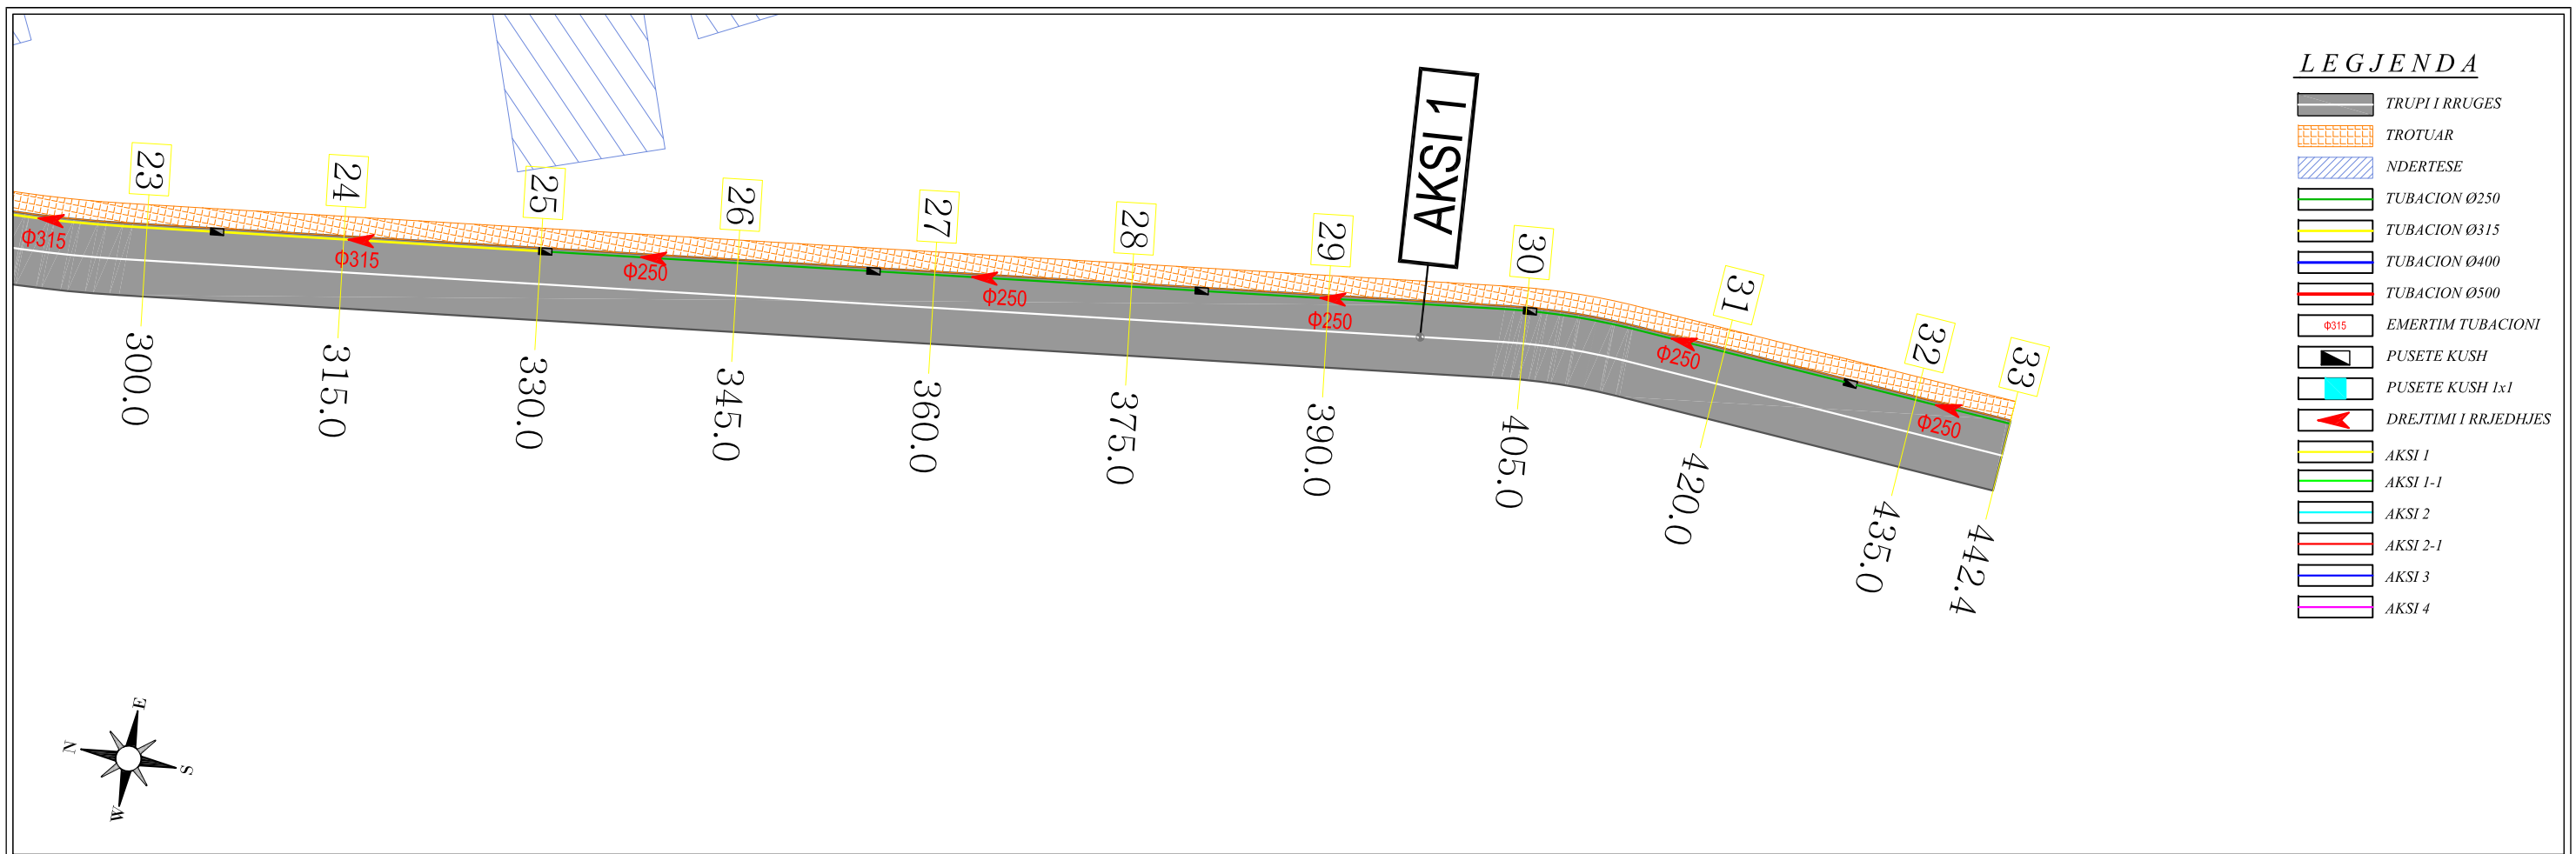 AKSI 1
23
24
25
26
27
28
29
30
31
32
33
Φ315
Φ315
Φ250
Φ250
Φ250
Φ250
Φ250
300.0
315.0
330.0
345.0
360.0
375.0
390.0
405.0
420.0
435.0
442.4
N
E
S
W
LEGJENDA
TRUPI I RRUGES
TROTUAR
NDERTESE
TUBACION Ø250
TUBACION Ø315
TUBACION Ø400
TUBACION Ø500
Φ315 EMERTIM TUBACIONI
PUSETE KUSH
PUSETE KUSH 1x1
DREJTIMI I RRJEDHJES
AKSI 1
AKSI 1-1
AKSI 2
AKSI 2-1
AKSI 3
AKSI 4